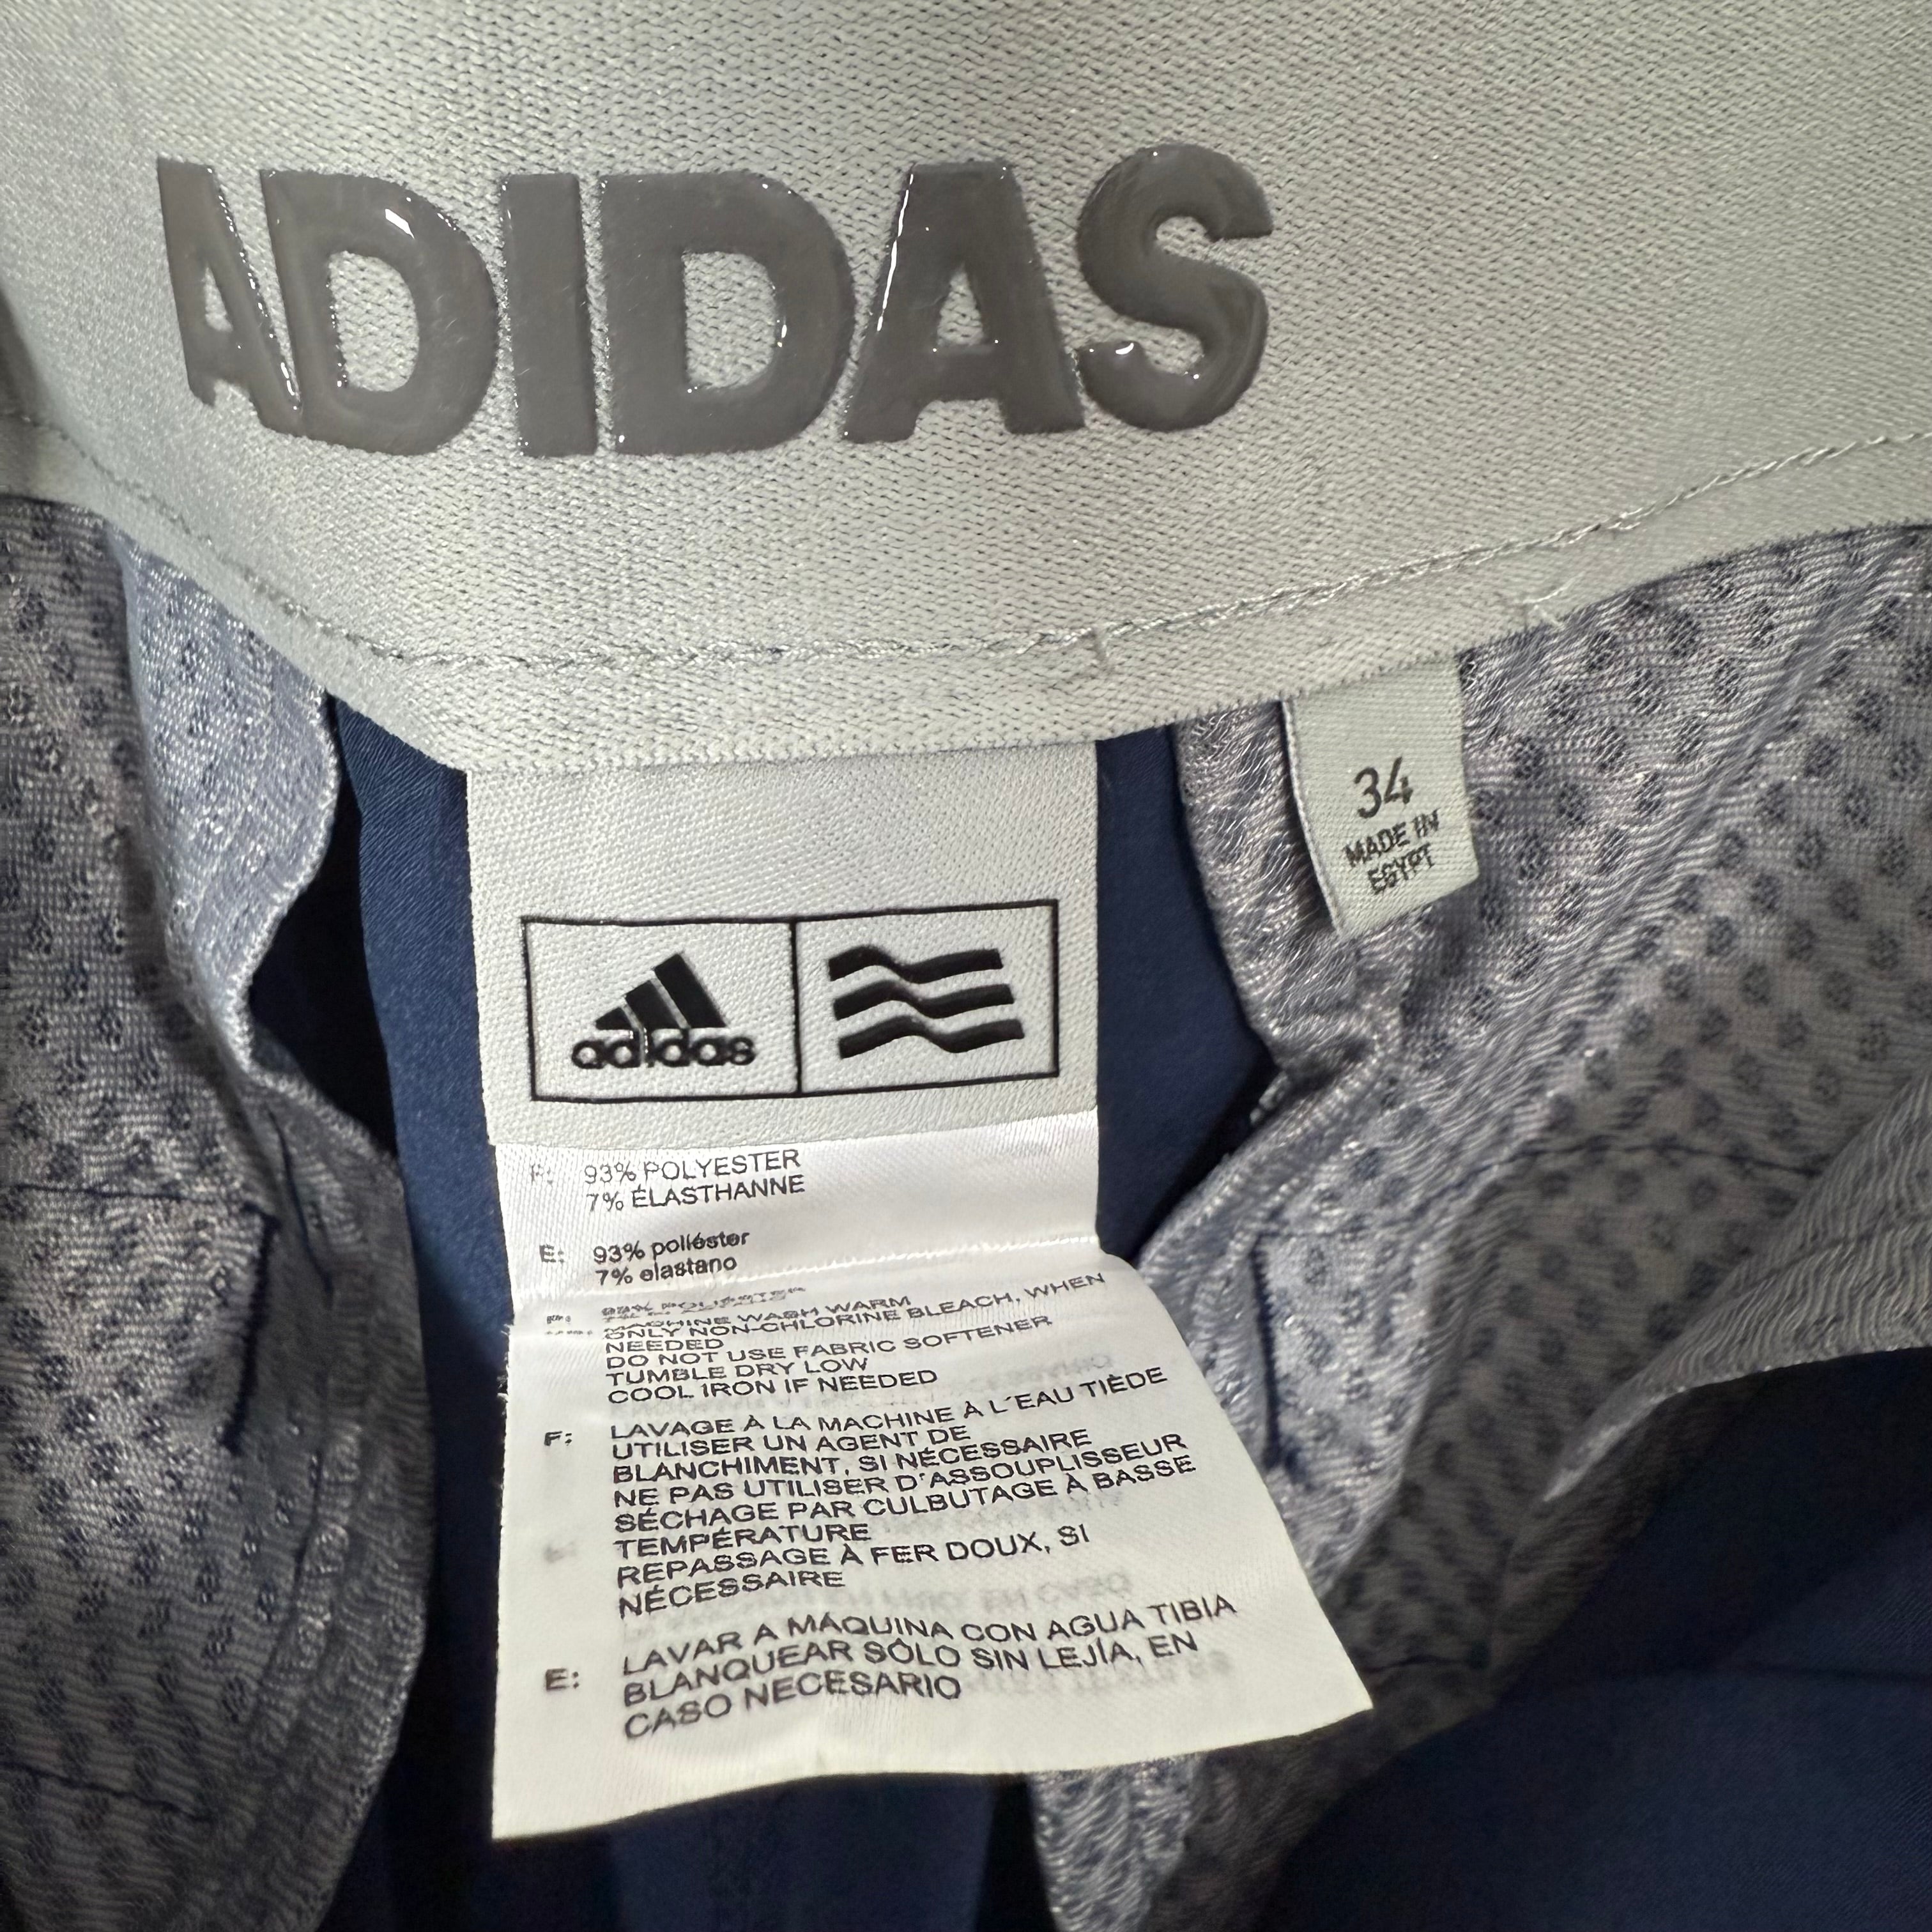 ADIDAS
34
MADE IN
EGYPT
adidas
F: 93% POLYESTER
7% ÉLASTHANNE
E: 93% poliéster
7% elastano
MACHINE WASH WARM
ONLY NON-CHLORINE BLEACH, WHEN
NEEDED
DO NOT USE FABRIC SOFTENER
TUMBLE DRY LOW
COOL IRON IF NEEDED
F: LAVAGE À LA MACHINE À L'EAU TIÈDE
UTILISER UN AGENT DE
BLANCHIMENT, SI NÉCESSAIRE
NE PAS UTILISER D'ASSOUPLISSEUR
SÉCHAGE PAR CULBUTAGE À BASSE
TEMPÉRATURE
REPASSAGE À FER DOUX, SI
NÉCESSAIRE
E: LAVAR A MÁQUINA CON AGUA TIBIA
BLANQUEAR SÓLO SIN LEJÍA, EN
CASO NECESARIO